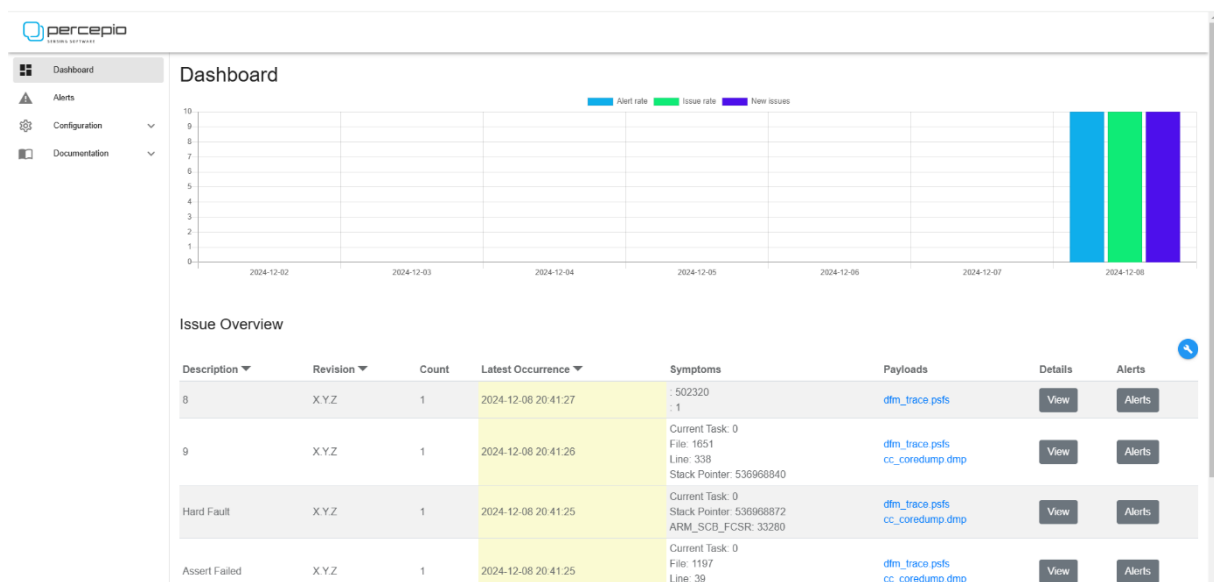 percepio
SENSING SOFTWARE
Dashboard
Alerts
Configuration
Documentation
Dashboard
Alert rate Issue rate New issues
10
9
8
7
6
5
4
3
2
1
0
2024-12-02 2024-12-03 2024-12-04 2024-12-05 2024-12-06 2024-12-07 2024-12-08
Issue Overview
Description Revision Count Latest Occurrence Symptoms Payloads Details Alerts
8 X.Y.Z 1 2024-12-08 20:41:27 : 502320 dfm_trace.psfs View Alerts
: 1
Current Task: 0
File: 1651 dfm_trace.psfs
9 X.Y.Z 1 2024-12-08 20:41:26 Line: 338 cc_coredump.dmp View Alerts
Stack Pointer: 536968840
Current Task: 0
Hard Fault X.Y.Z 1 2024-12-08 20:41:25 Stack Pointer: 536968872 dfm_trace.psfs View Alerts
ARM_SCB_FCSR: 33280 cc_coredump.dmp
Current Task: 0
File: 1197 dfm_trace.psfs
Assert Failed X.Y.Z 1 2024-12-08 20:41:25 Line: 39 cc_coredump.dmp View Alerts